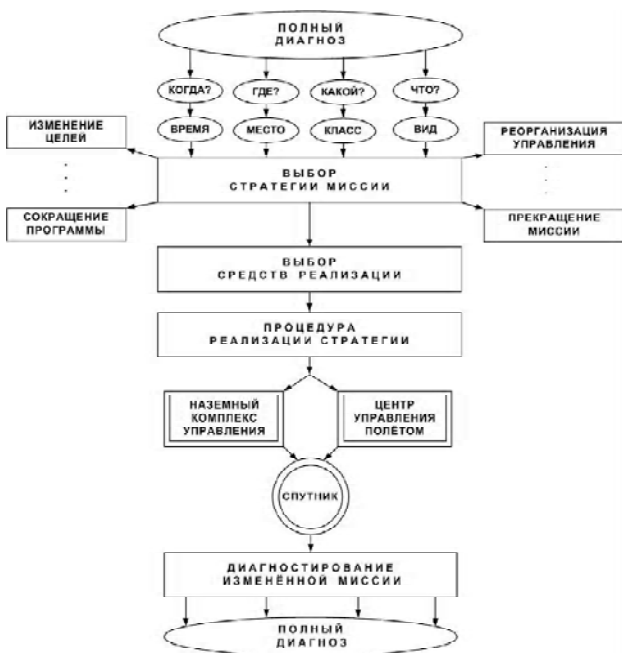 ПОЛНЫЙ
ДИАГНОЗ
КОГДА?
ГДЕ?
КАКОЙ?
ЧТО?
ВРЕМЯ
МЕСТО
КЛАСС
ВИД
ИЗМЕНЕНИЕ
ЦЕЛЕЙ
РЕОРГАНИЗАЦИЯ
УПРАВЛЕНИЯ
ВЫБОР
СТРАТЕГИИ МИССИИ
СОКРАЩЕНИЕ
ПРОГРАММЫ
ПРЕКРАЩЕНИЕ
МИССИИ
ВЫБОР
СРЕДСТВ РЕАЛИЗАЦИИ
ПРОЦЕДУРА
РЕАЛИЗАЦИИ СТРАТЕГИИ
НАЗЕМНЫЙ
КОМПЛЕКС
УПРАВЛЕНИЯ
ЦЕНТР
УПРАВЛЕНИЯ
ПОЛЁТОМ
СПУТНИК
ДИАГНОСТИРОВАНИЕ
ИЗМЕНЁННОЙ МИССИИ
ПОЛНЫЙ
ДИАГНОЗ